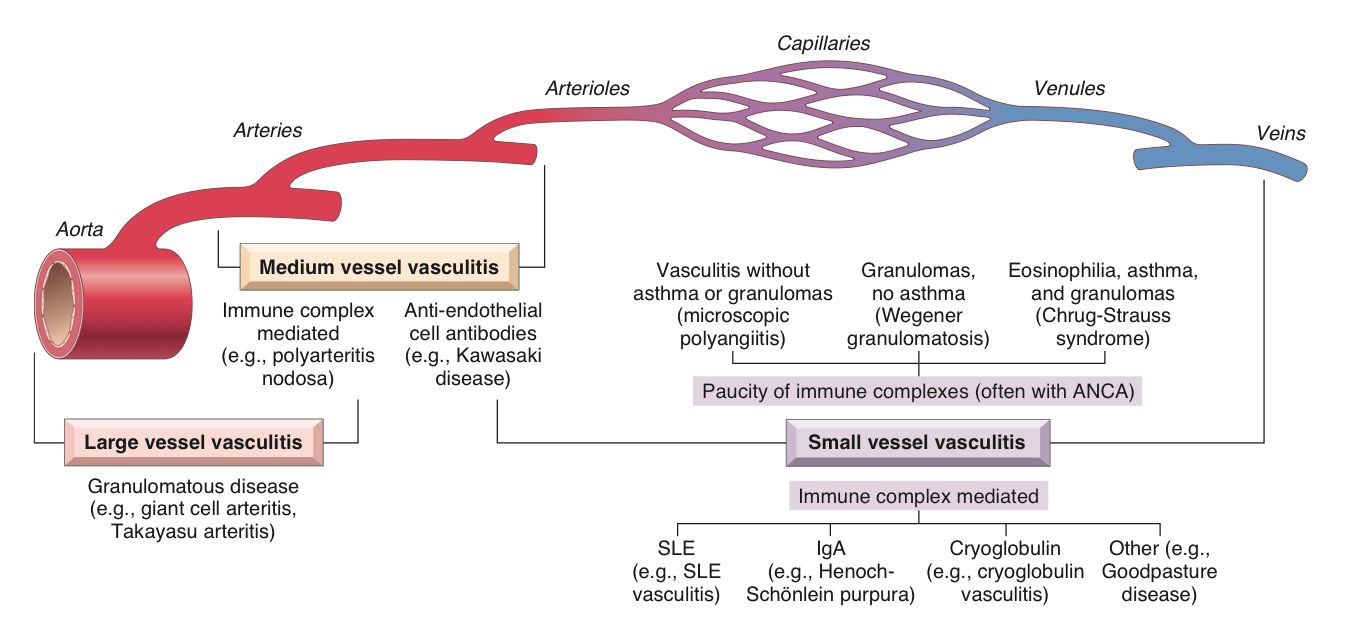 Capillaries
Arterioles
Venules
Arteries
Veins
Aorta
Medium vessel vasculitis
Immune complex
mediated
(e.g., polyarteritis
nodosa)
Anti-endothelial
cell antibodies
(e.g., Kawasaki
disease)
Vasculitis without
asthma or granulomas
(microscopic
polyangiitis)
Granulomas,
no asthma
(Wegener
granulomatosis)
Eosinophilia, asthma,
and granulomas
(Chrug-Strauss
syndrome)
Paucity of immune complexes (often with ANCA)
Large vessel vasculitis
Granulomatous disease
(e.g., giant cell arteritis,
Takayasu arteritis)
Small vessel vasculitis
Immune complex mediated
SLE
(e.g., SLE
vasculitis)
IgA
(e.g., Henoch-
Schönlein purpura)
Cryoglobulin
(e.g., cryoglobulin
vasculitis)
Other (e.g.,
Goodpasture
disease)